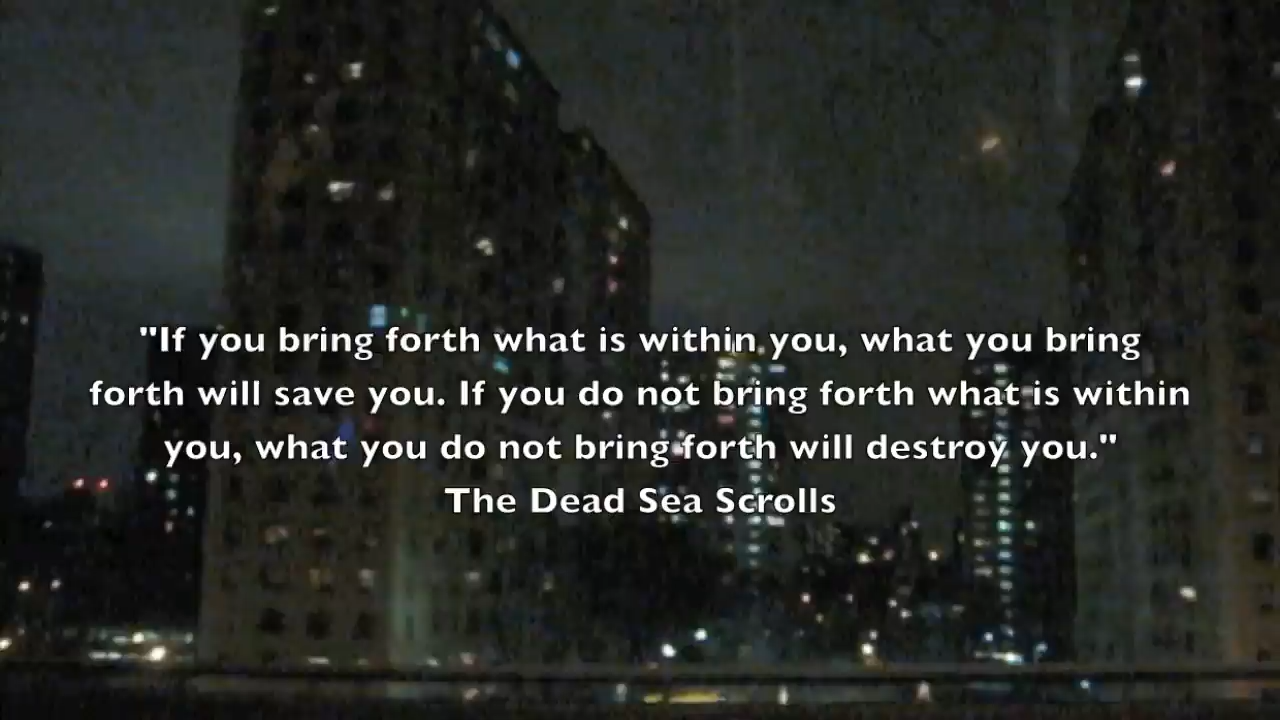 "If you bring forth what is within you, what you bring
forth will save you. If you do not bring forth what is within
you, what you do not bring forth will destroy you."
The Dead Sea Scrolls